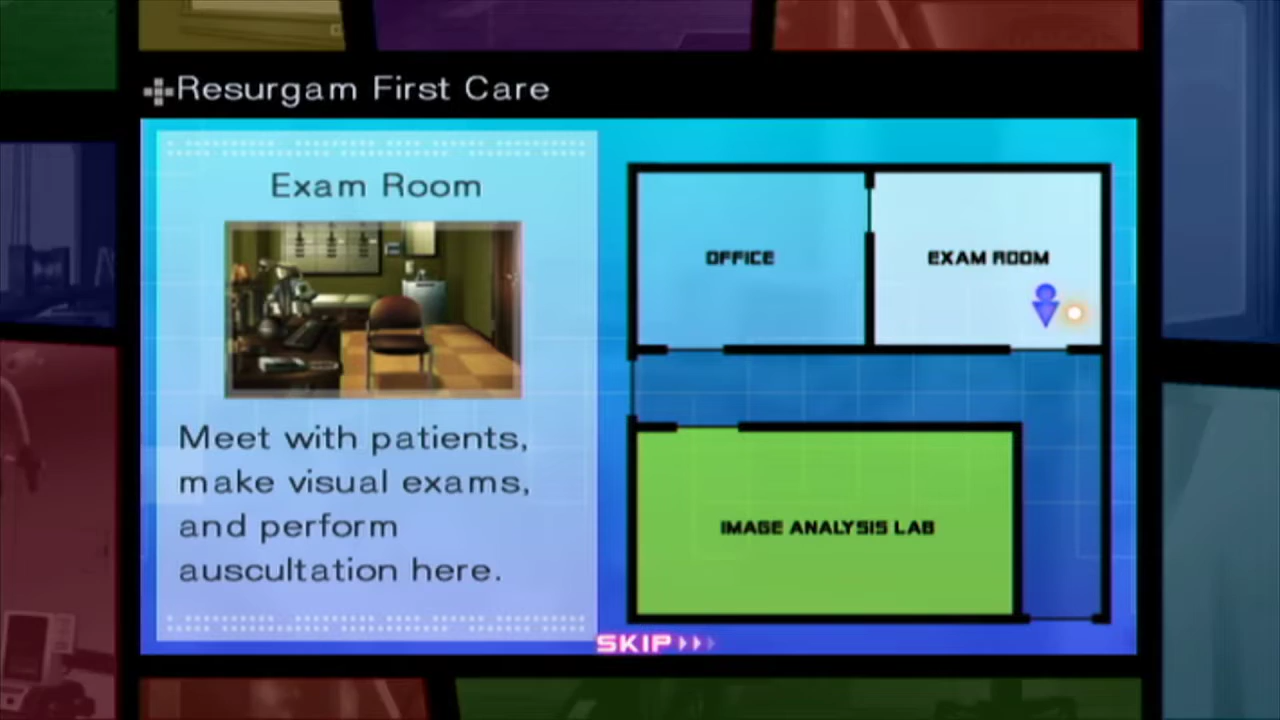 Resurgam First Care
Exam Room
Meet with patients,
make visual exams,
and perform
auscultation here.
OFFICE
EXAM ROOM
IMAGE ANALYSIS LAB
SKIP